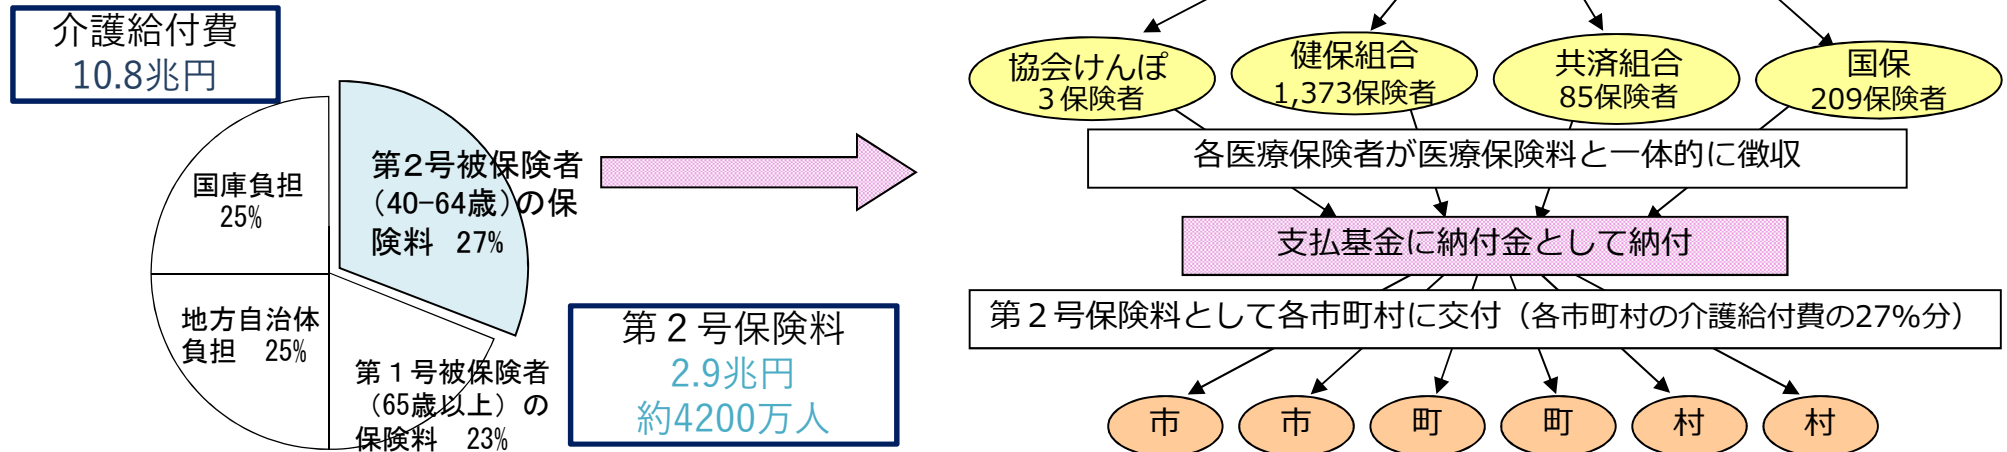 介護給付費
10.8兆円
国庫負担
25%
第２号被保険者
（40-64歳）の保
険料　27%
地方自治体
負担　25%
第１号被保険者
（65歳以上）の
保険料　23%
第２号保険料
2.9兆円
約4200万人
協会けんぽ
３保険者
健保組合
1,373保険者
共済組合
85保険者
国保
209保険者
各医療保険者が医療保険料と一体的に徴収
支払基金に納付金として納付
第２号保険料として各市町村に交付（各市町村の介護給付費の27%分）
市
市
町
町
村
村